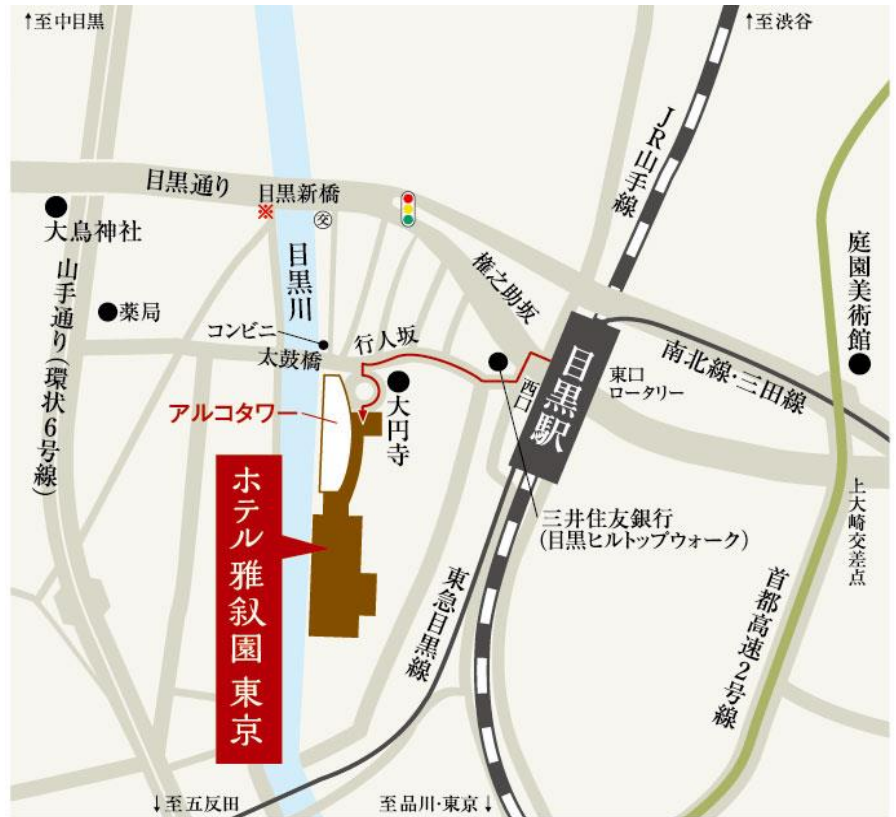 ↑至中目黒
↑至渋谷
JR山手線
目黒通り
目黒新橋
※
交
大鳥神社
目黒川
権之助坂
庭園美術館
山手通り(環状6号線)
薬局
コンビニ
太鼓橋
行人坂
南北線・三田線
目黒駅
東口
ロータリー
西口
アルコタワー
大円寺
ホテル雅叙園 東京
三井住友銀行
(目黒ヒルトップウォーク)
上大崎交差点
東急目黒線
首都高速2号線
↓至五反田
至品川・東京↓